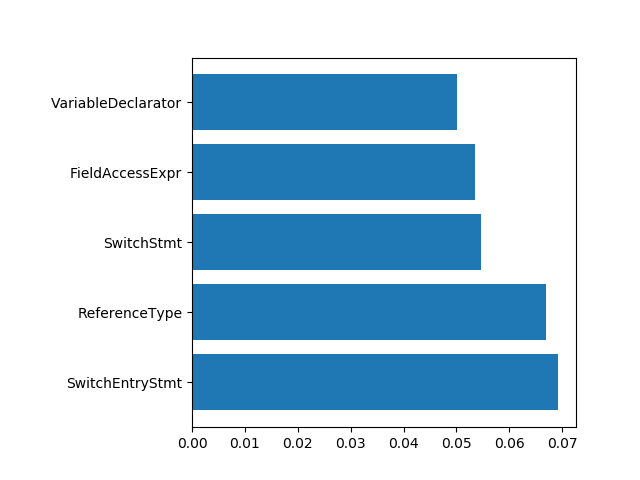 VariableDeclarator
FieldAccessExpr
SwitchStmt
ReferenceType
SwitchEntryStmt
0.00 0.01 0.02 0.03 0.04 0.05 0.06 0.07